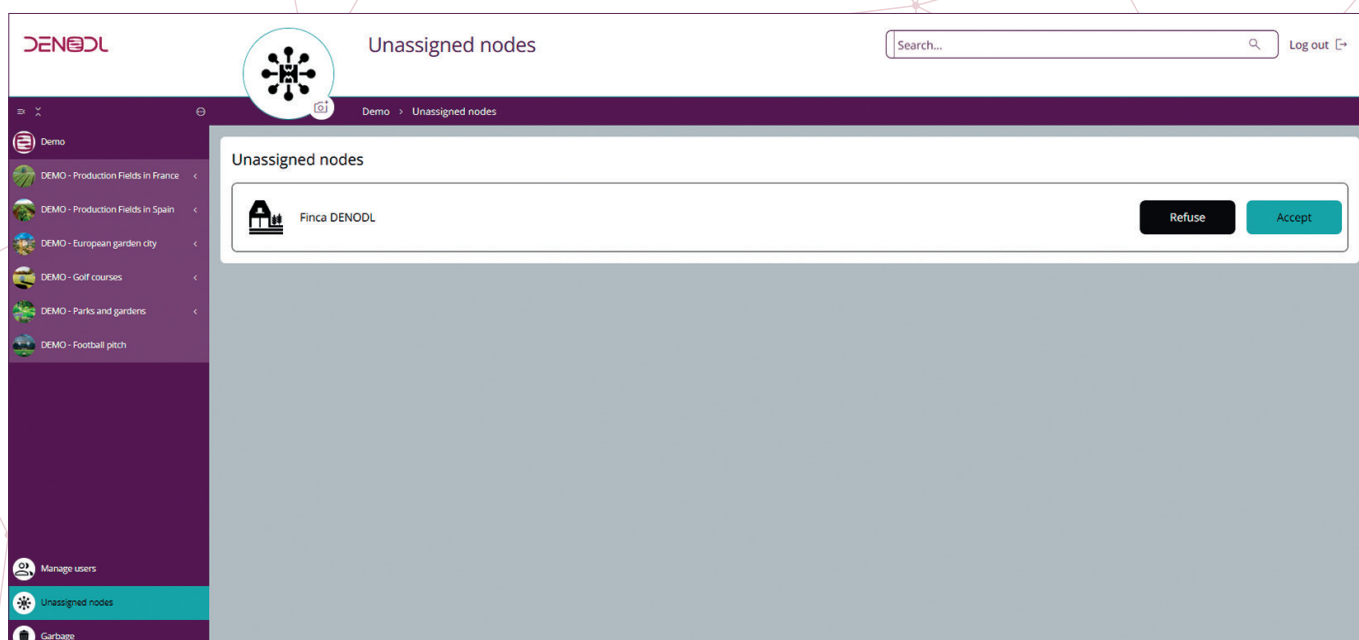 DENODL
Unassigned nodes
Search...
Log out
Demo > Unassigned nodes
Demo
DEMO - Production Fields in France
DEMO - Production Fields in Spain
DEMO - European garden city
DEMO - Golf courses
DEMO - Parks and gardens
DEMO - Football pitch
Manage users
Unassigned nodes
Garbage
Unassigned nodes
Finca DENODL
Refuse
Accept